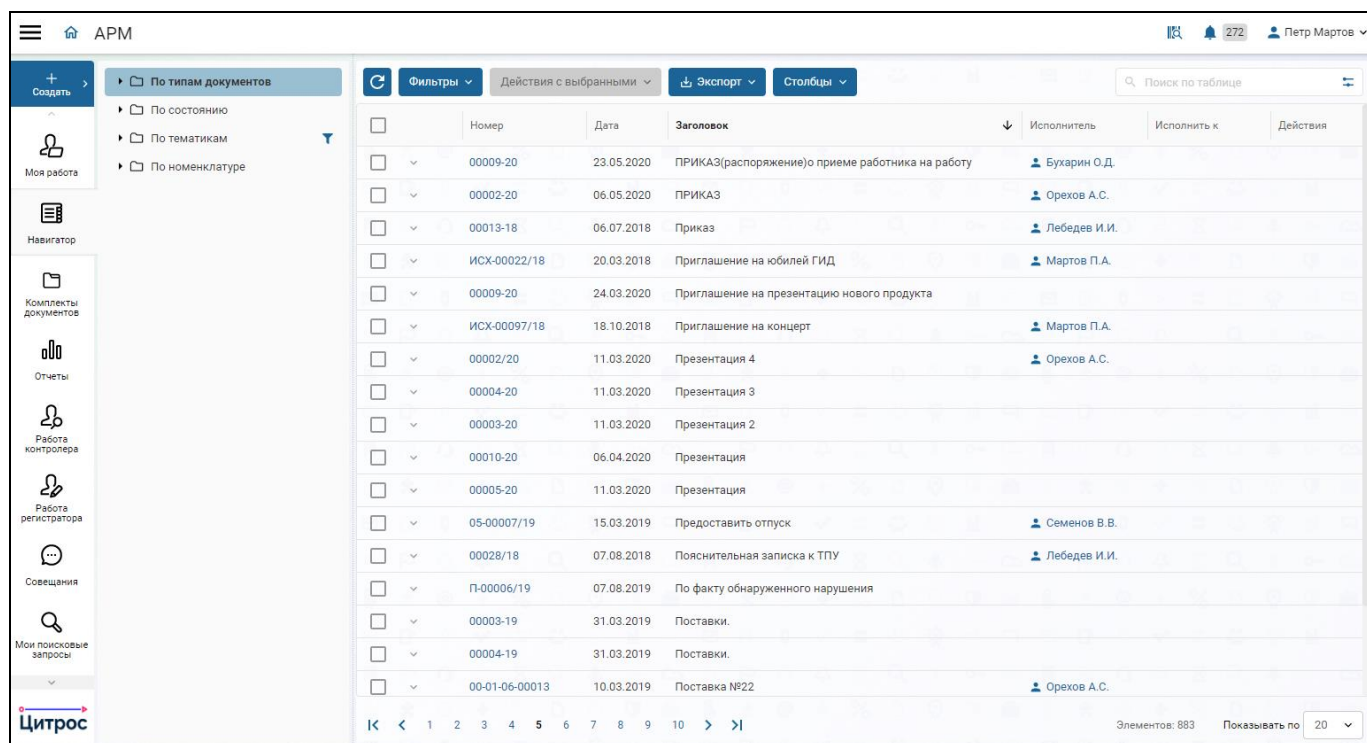 АРМ
272 Петр Мартов
+
Создать
Моя работа
Навигатор
Комплекты
документов
Отчеты
Работа
контролера
Работа
регистратора
Совещания
Мои поисковые
запросы
Цитрос
По типам документов
По состоянию
По тематикам
По номенклатуре
Фильтры Действия с выбранными Экспорт Столбцы Поиск по таблице
Номер Дата Заголовок Исполнитель Исполнить к Действия
00009-20 23.05.2020 ПРИКАЗ(распоряжение)о приеме работника на работу Бухарин О.Д.
00002-20 06.05.2020 ПРИКАЗ Орехов А.С.
00013-18 06.07.2018 Приказ Лебедев И.И.
ИСХ-00022/18 20.03.2018 Приглашение на юбилей ГИД Мартов П.А.
00009-20 24.03.2020 Приглашение на презентацию нового продукта
ИСХ-00097/18 18.10.2018 Приглашение на концерт Мартов П.А.
00002/20 11.03.2020 Презентация 4 Орехов А.С.
00004-20 11.03.2020 Презентация 3
00003-20 11.03.2020 Презентация 2
00010-20 06.04.2020 Презентация
00005-20 11.03.2020 Презентация
05-00007/19 15.03.2019 Предоставить отпуск Семенов В.В.
00028/18 07.08.2018 Пояснительная записка к ТПУ Лебедев И.И.
П-00006/19 07.08.2019 По факту обнаруженного нарушения
00003-19 31.03.2019 Поставки.
00004-19 31.03.2019 Поставки.
00-01-06-00013 10.03.2019 Поставка №22 Орехов А.С.
1 2 3 4 5 6 7 8 9 10 Элементов: 883 Показывать по 20